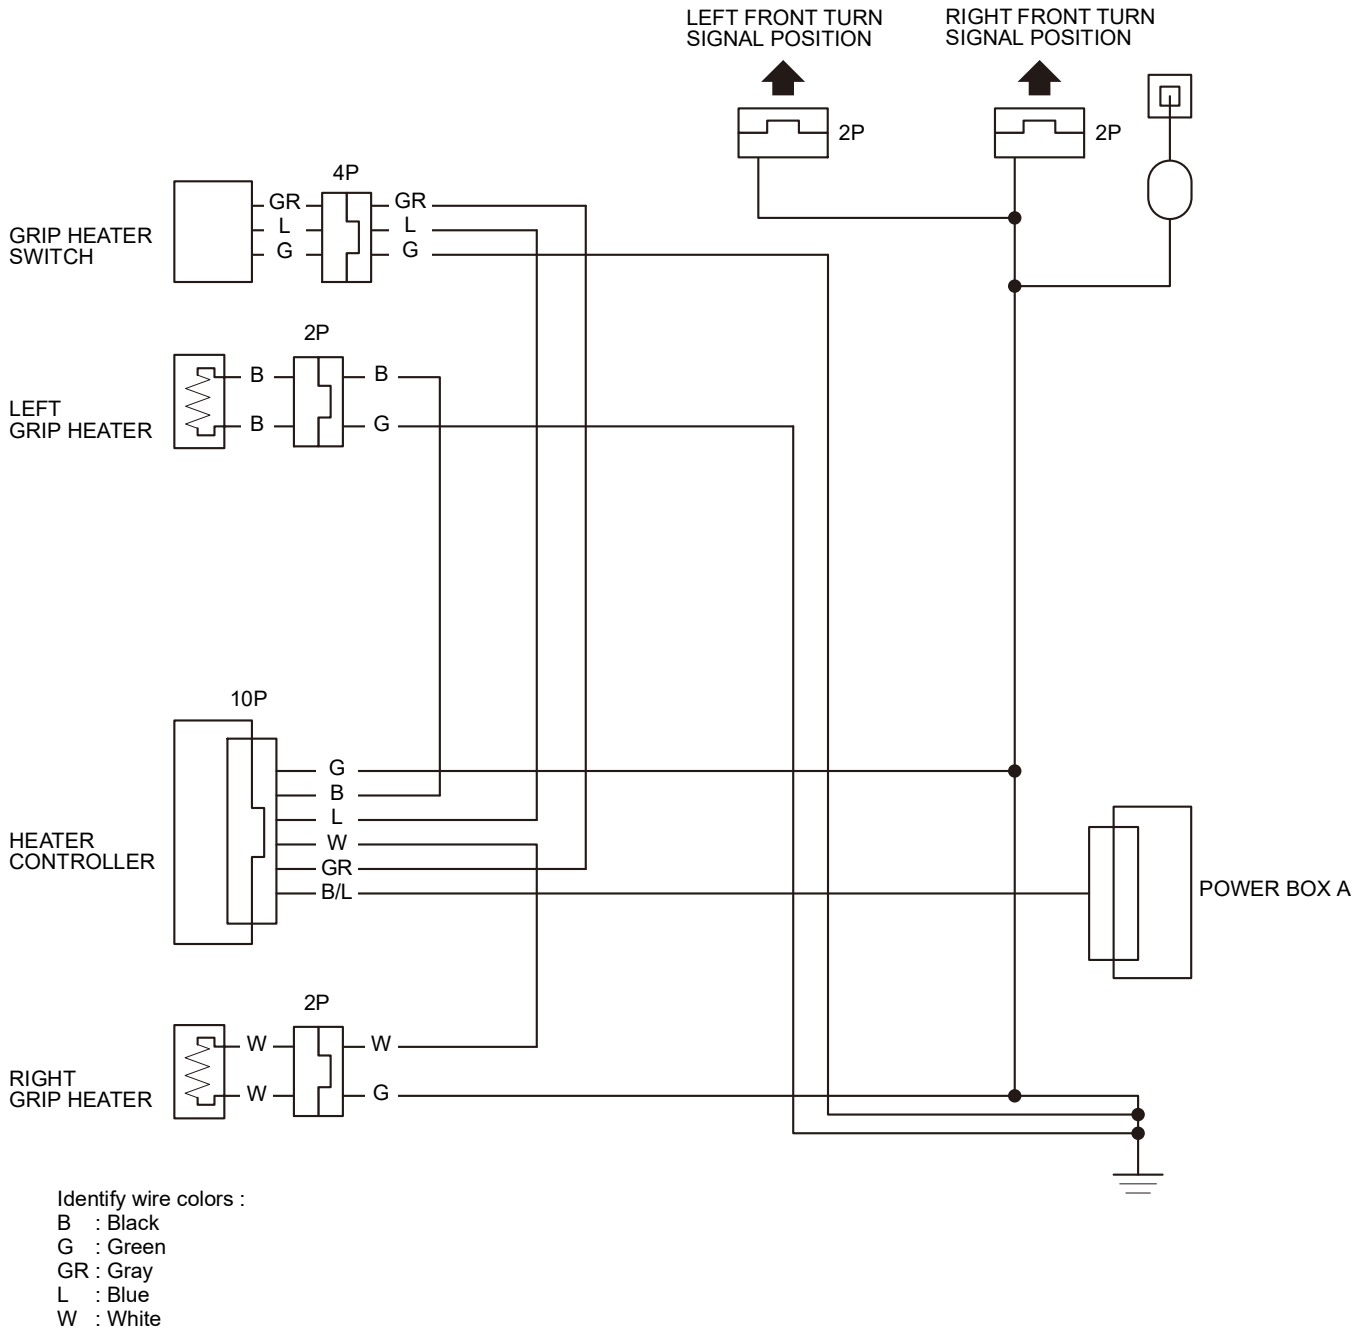 LEFT FRONT TURN
SIGNAL POSITION
RIGHT FRONT TURN
SIGNAL POSITION
2P
2P
4P
GR
GR
L
L
G
G
GRIP HEATER
SWITCH
2P
B
B
B
G
LEFT
GRIP HEATER
10P
G
B
L
W
GR
B/L
HEATER
CONTROLLER
POWER BOX A
2P
W
W
W
G
RIGHT
GRIP HEATER
Identify wire colors :
B : Black
G : Green
GR : Gray
L : Blue
W : White